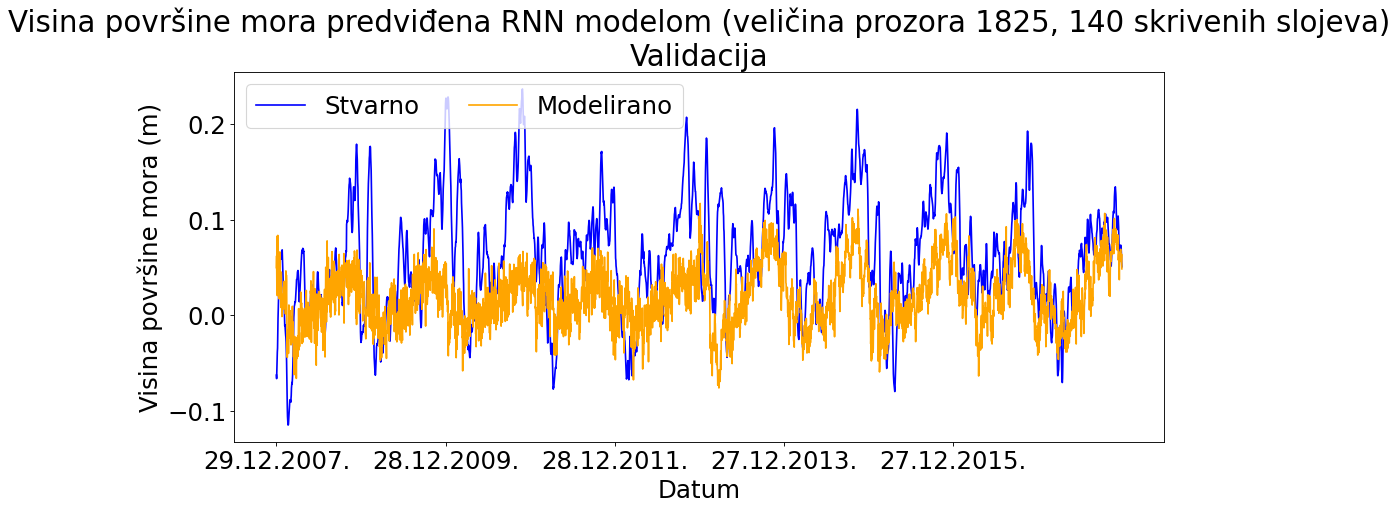 Visina površine mora predviđena RNN modelom (veličina prozora 1825, 140 skrivenih slojeva)
Validacija
Stvarno Modelirano
Visina površine mora (m)
0.2
0.1
0.0
−0.1
29.12.2007. 28.12.2009. 28.12.2011. 27.12.2013. 27.12.2015.
Datum